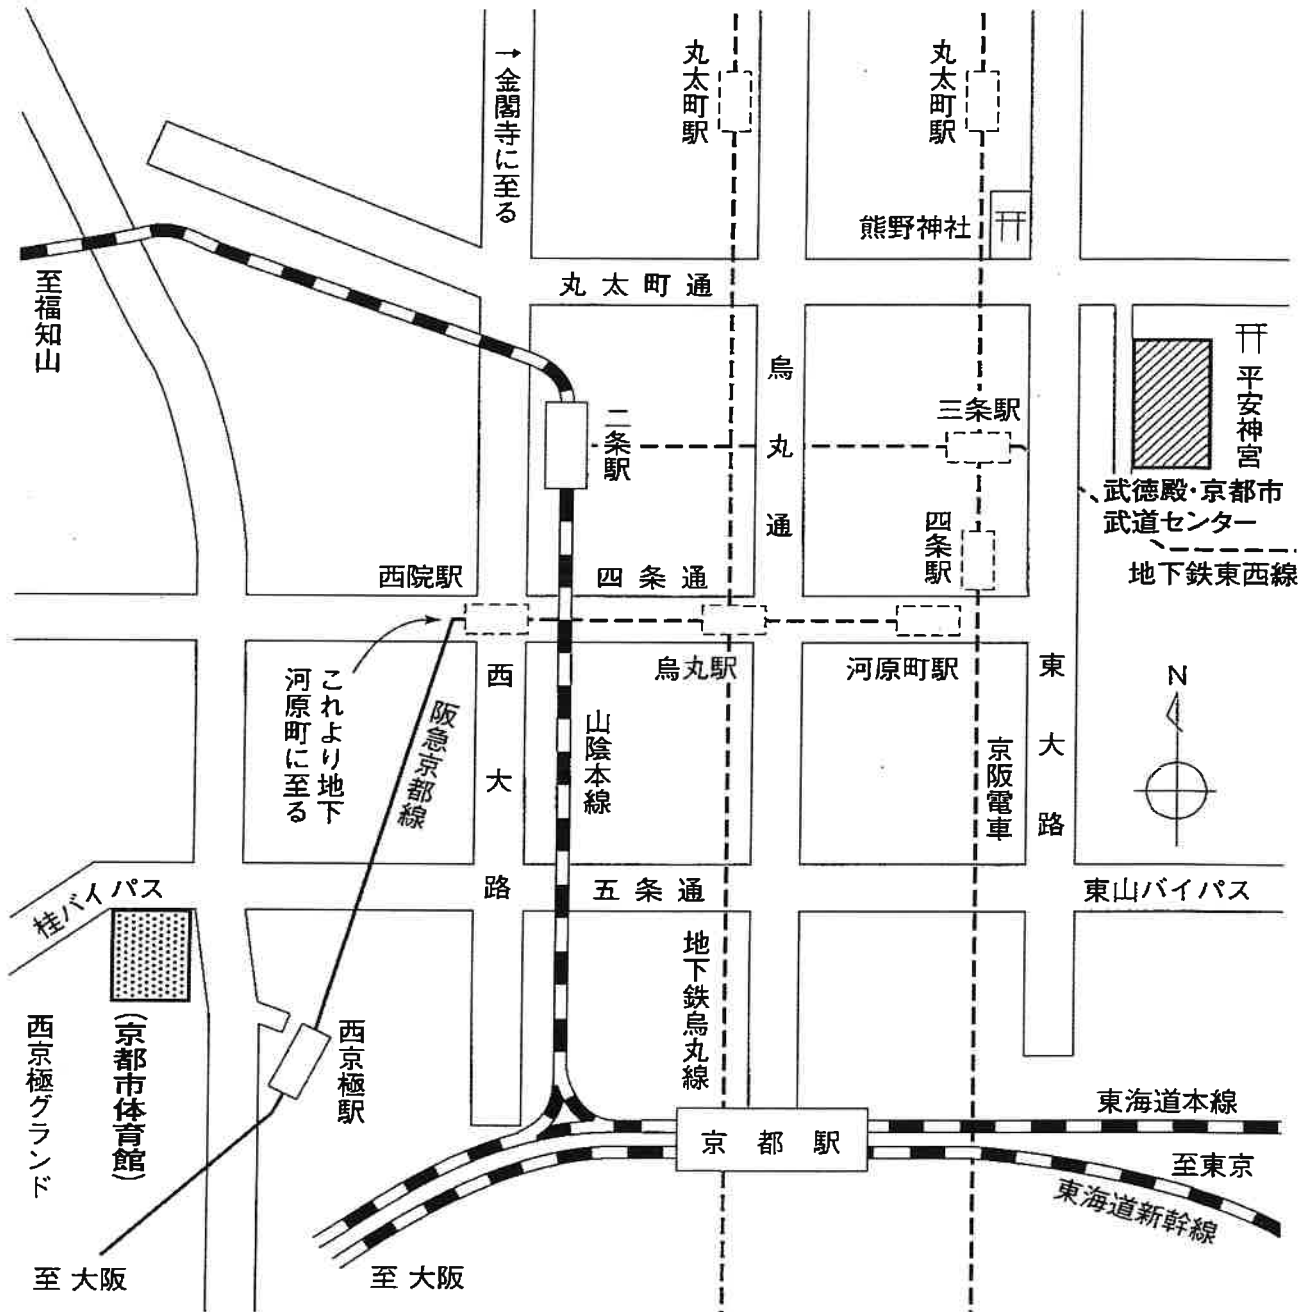 →金閣寺に至る
丸太町駅
丸太町駅
熊野神社
丸太町通
至福知山
烏丸通
二条駅
三条駅
平安神宮
武徳殿・京都市
武道センター
四条駅
地下鉄東西線
西院駅
四条通
烏丸駅
河原町駅
これより地下
河原町に至る
阪急京都線
西大路
山陰本線
京阪電車
東大路
N
桂バイパス
五条通
東山バイパス
西京極グランド
(京都市体育館)
西京極駅
地下鉄烏丸線
京都駅
東海道本線
至東京
東海道新幹線
至大阪
至大阪